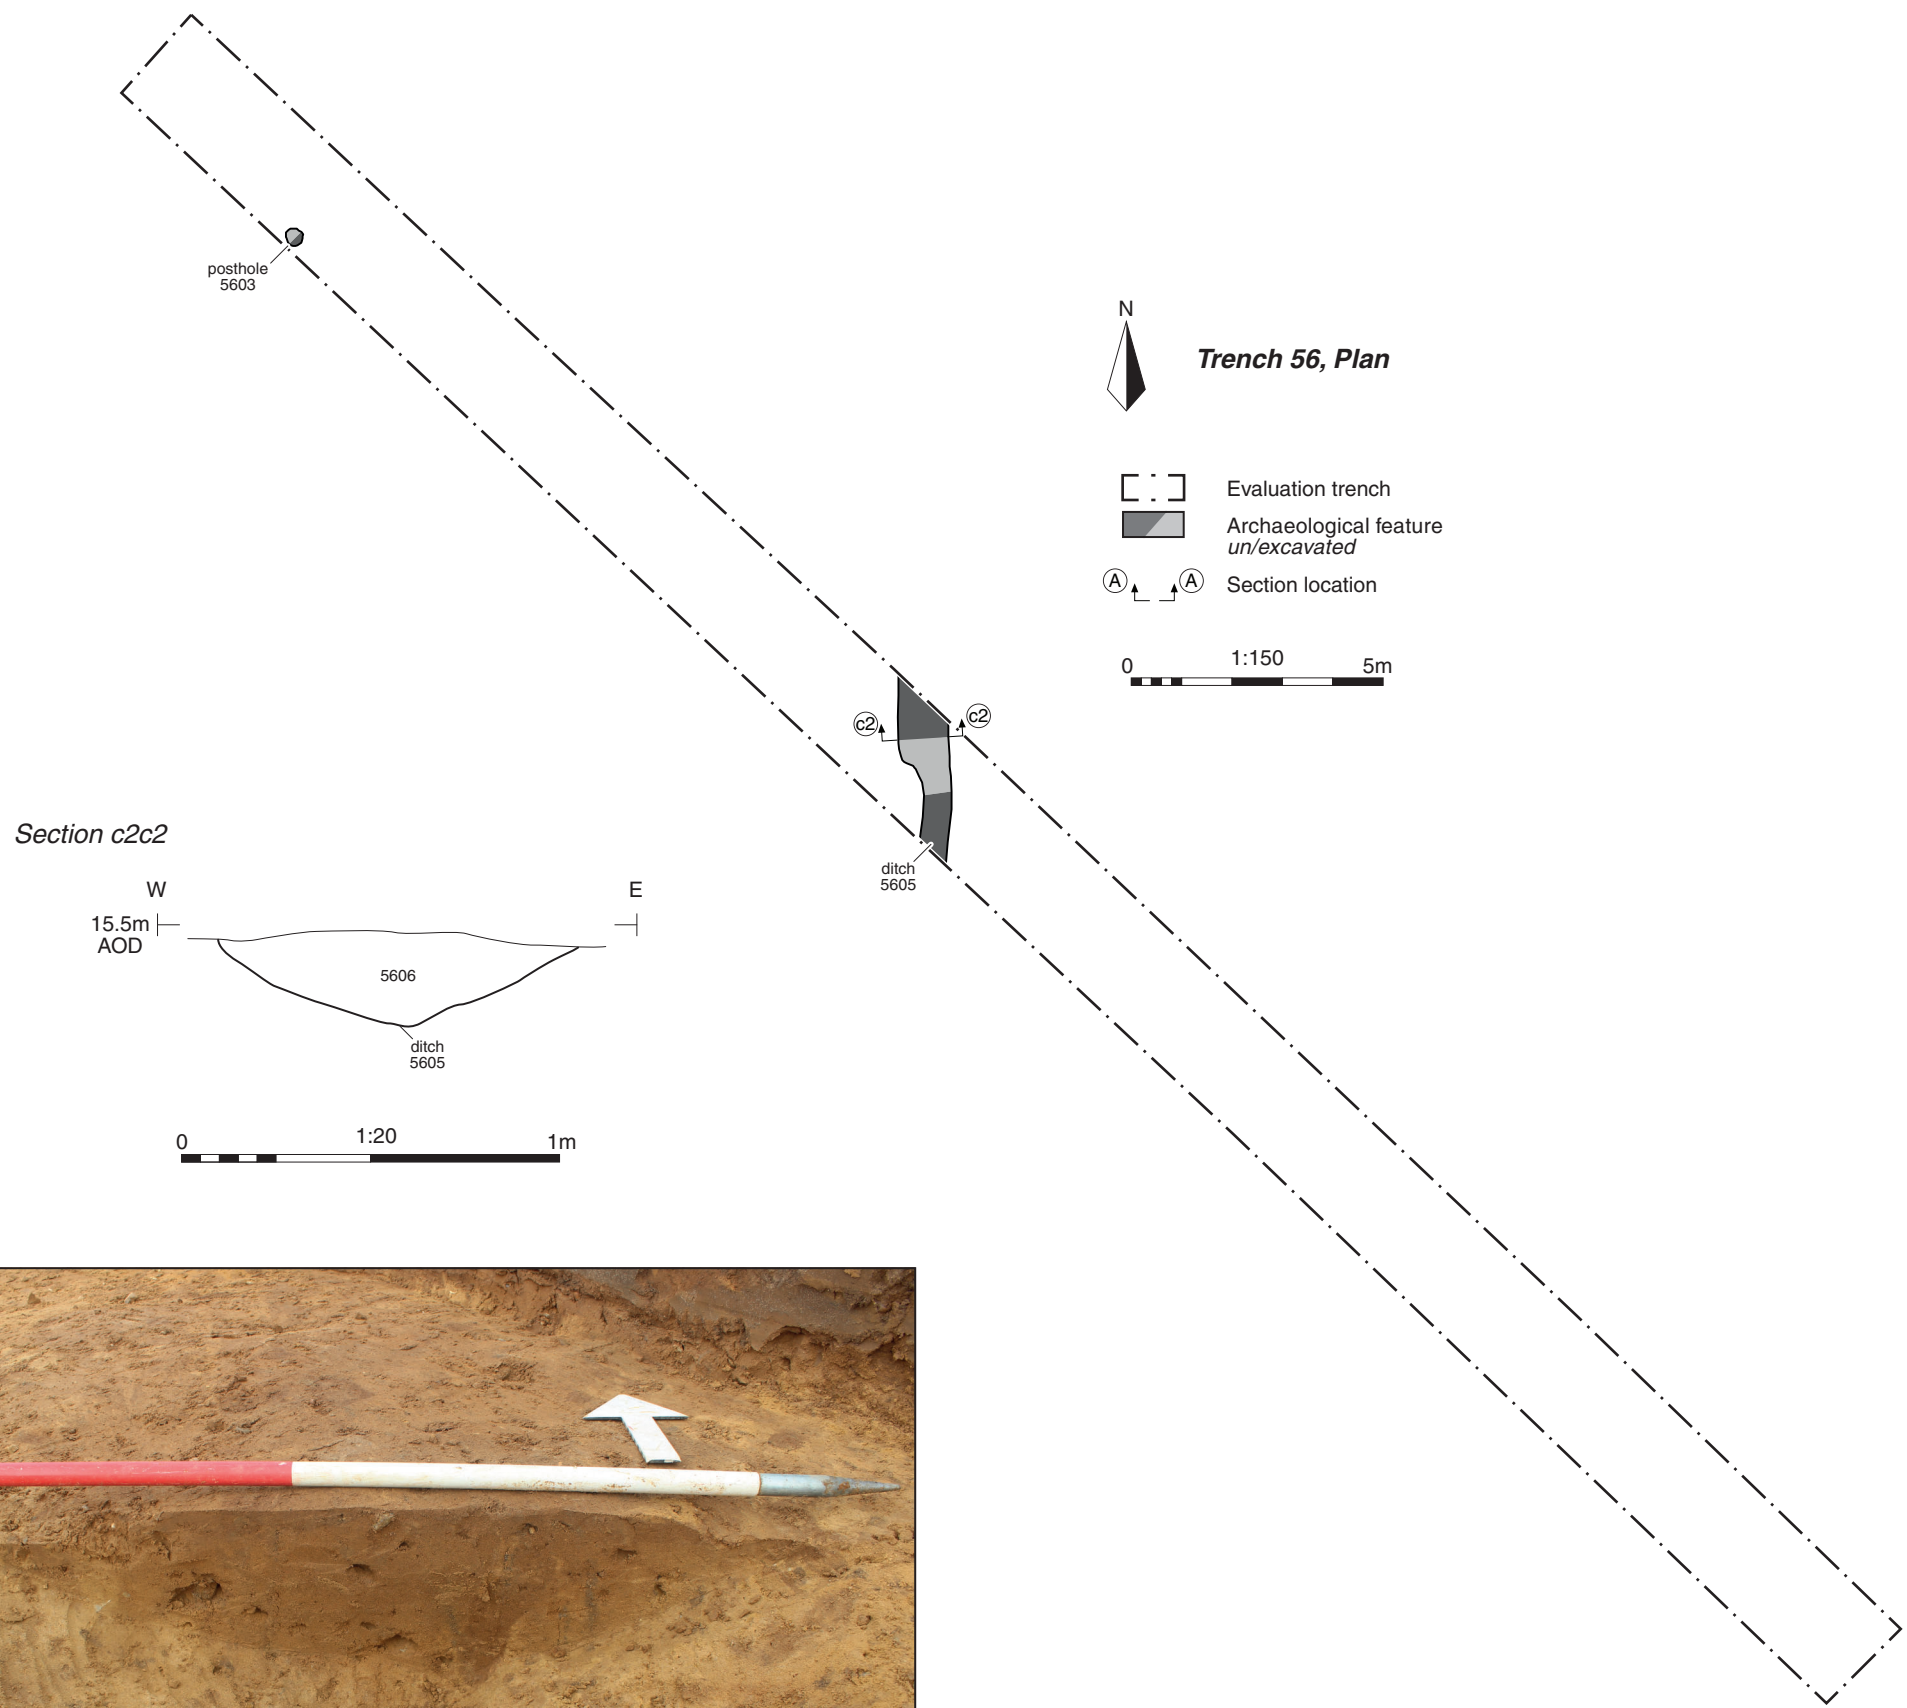 posthole
5603
N
Trench 56, Plan
Evaluation trench
Archaeological feature
un/excavated
A A Section location
0 1:150 5m
c2 c2
ditch
5605
Section c2c2
W E
15.5m
AOD
5606
ditch
5605
0 1:20 1m